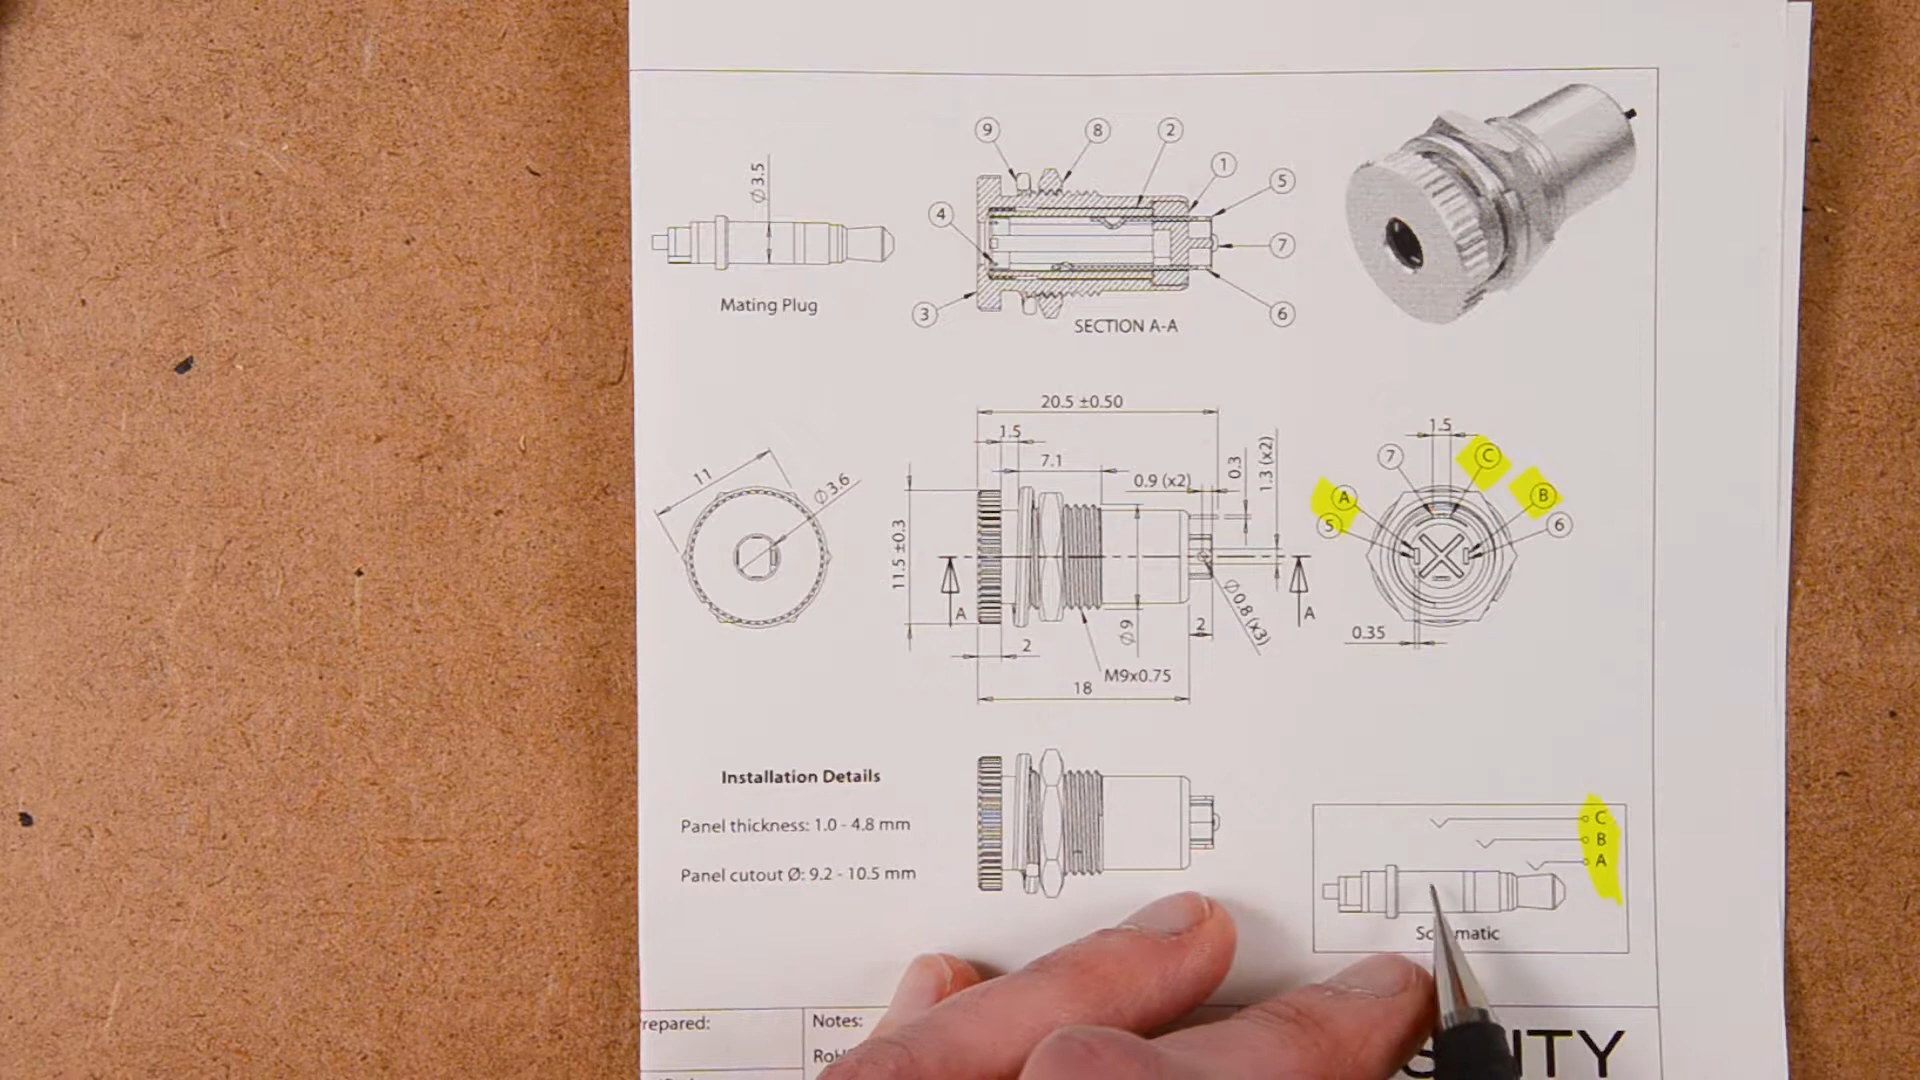 9
8
2
1
5
Ø 3.5
4
7
3
6
Mating Plug
SECTION A-A
20.5 ±0.50
1.5
7.1
0.9 (x2)
0.3
1.3 (x2)
1.5
7
C
A
B
5
6
11
Ø3.6
11.5 ±0.3
A
A
Ø9
Ø0.8 (x3)
2
2
M9x0.75
18
0.35
Installation Details
Panel thickness: 1.0 - 4.8 mm
Panel cutout Ø: 9.2 - 10.5 mm
C
B
A
repared:
Notes:
RoH
ITY